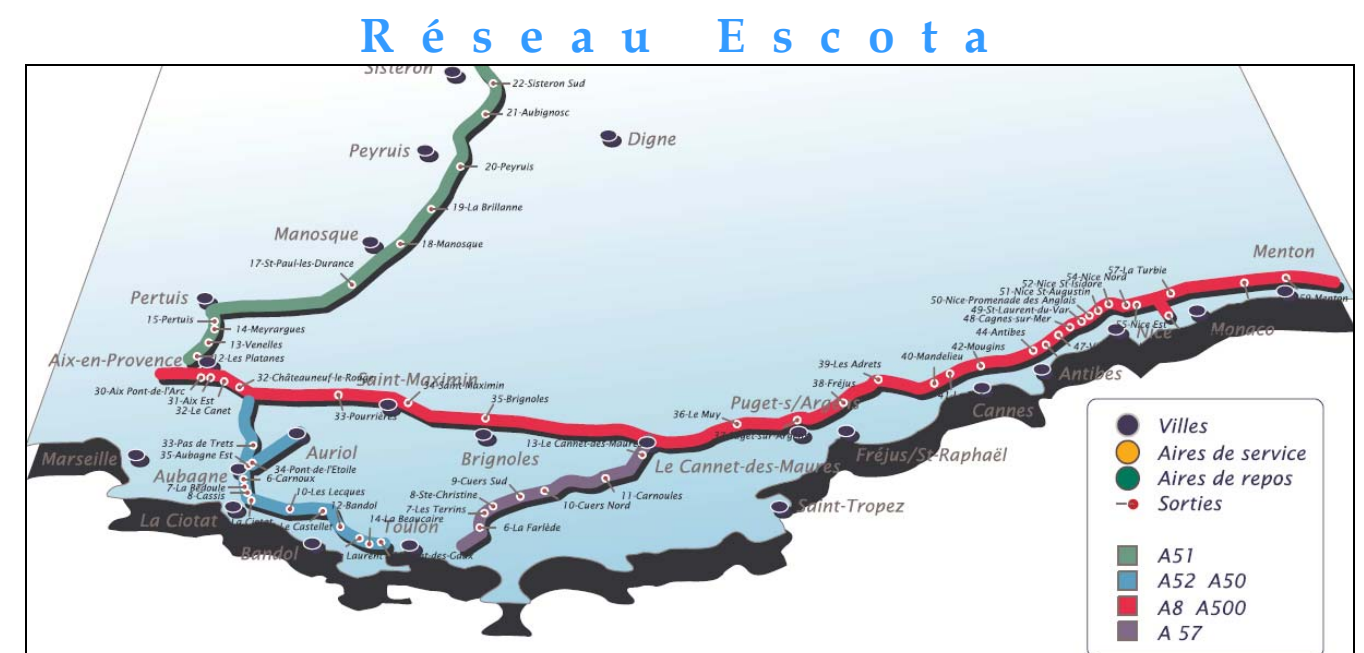 Réseau Escota
Sisteron
22-Sisteron Sud
21-Aubignosc
Digne
Peyruis
20-Peyruis
19-La Brillanne
Manosque
18-Manosque
17-St-Paul-les-Durance
Menton
57-La Turbie
54-Nice Nord
52-Nice St-Isidore
51-Nice St-Augustin
50-Nice-Promenade des Anglais
59-Menton
Pertuis
15-Pertuis
14-Meyrargues
49-St-Laurent-du-Var
48-Cagnes-sur-Mer
55-Nice Est
Nice
Monaco
13-Venelles
44-Antibes
42-Mougins
Aix-en-Provence
12-Les Platanes
40-Mandelieu
39-Les Adrets
Antibes
32-Châteauneuf-le-Rouge
Saint-Maximin
34-Saint-Maximin
38-Fréjus
30-Aix Pont-de-l'Arc
31-Aix Est
35-Brignoles
32-Le Canet
33-Pourrières
36-Le Muy
Puget-s/Argens
37-Puget-sur-Argens
Cannes
33-Pas de Trets
35-Aubagne Est
Auriol
13-Le Cannet-des-Maures
Marseille
Brignoles
Le Cannet-des-Maures
Fréjus/St-Raphaël
34-Pont-de-l'Etoile
Aubagne
6-Carnoux
7-La Bédoule
8-Cassis
9-Cuers Sud
8-Ste-Christine
11-Carnoules
10-Les Lecques
10-Cuers Nord
7-Les Terrins
Saint-Tropez
La Ciotat
La Ciotat
Le Castellet
12-Bandol
14-La Beaucaire
Toulon
6-La Farlède
Bandol
Laurent
Villes
Aires de service
Aires de repos
Sorties
A51
A52 A50
A8 A500
A 57